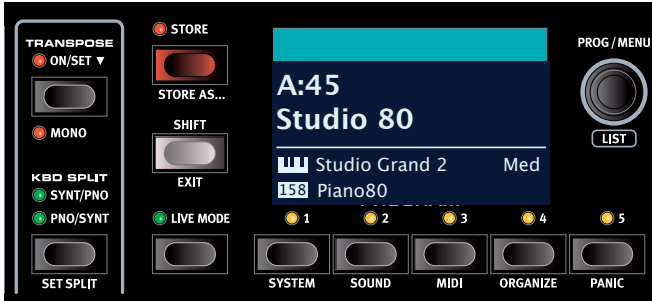 TRANSPOSE
ON/SET ▼
MONO
KBD SPLIT
SYNT/PNO
PNO/SYNT
SET SPLIT
STORE
STORE AS...
SHIFT
EXIT
LIVE MODE
A:45
Studio 80
Studio Grand 2 Med
158 Piano80
PROG/MENU
LIST
1 2 3 4 5
SYSTEM SOUND MIDI ORGANIZE PANIC